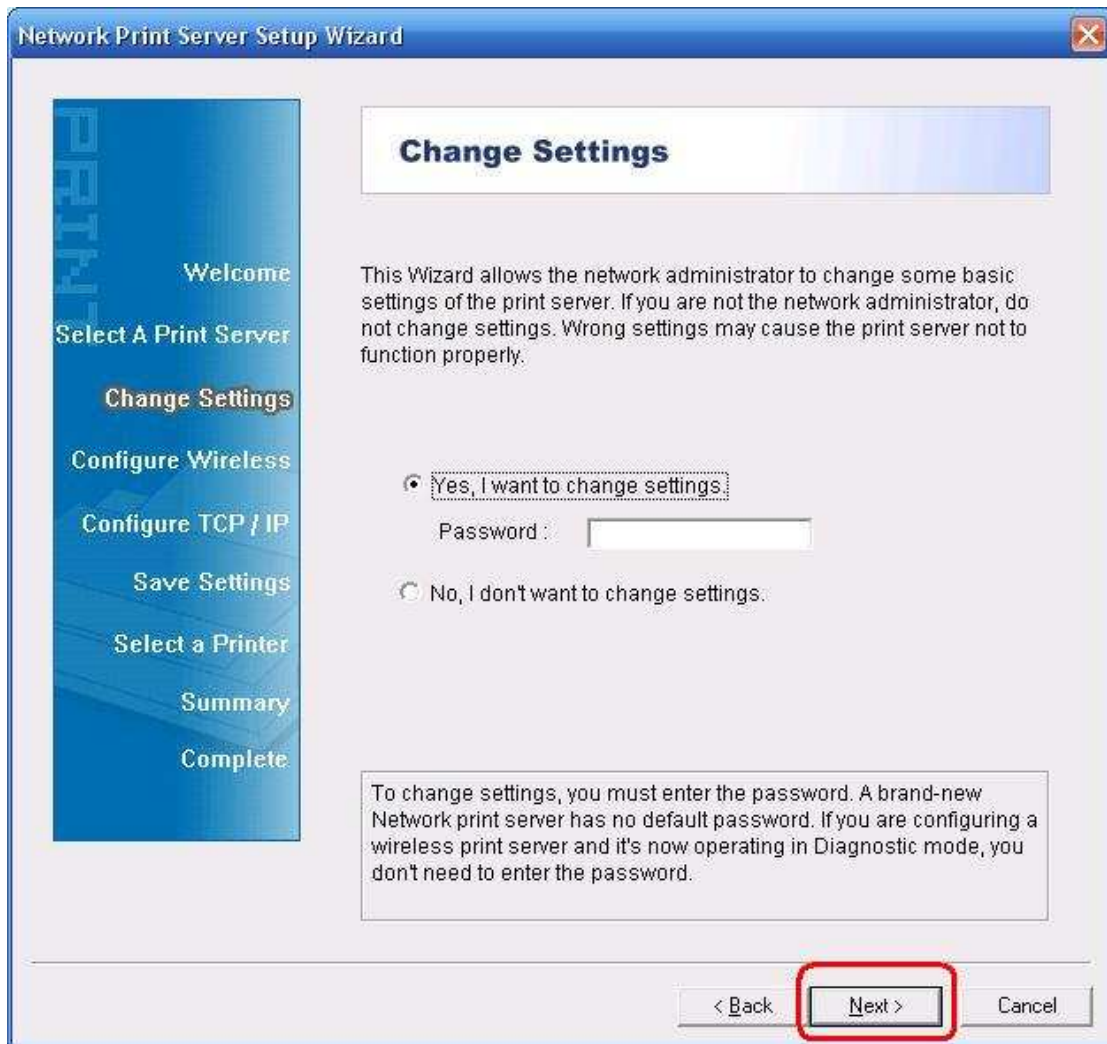 Network Print Server Setup Wizard
PRINT
Change Settings
Welcome
Select A Print Server
Change Settings
Configure Wireless
Configure TCP / IP
Save Settings
Select a Printer
Summary
Complete
This Wizard allows the network administrator to change some basic
settings of the print server. If you are not the network administrator, do
not change settings. Wrong settings may cause the print server not to
function properly.
Yes, I want to change settings.
Password :
No, I don't want to change settings.
To change settings, you must enter the password. A brand-new
Network print server has no default password. If you are configuring a
wireless print server and it's now operating in Diagnostic mode, you
don't need to enter the password.
< Back
Next >
Cancel